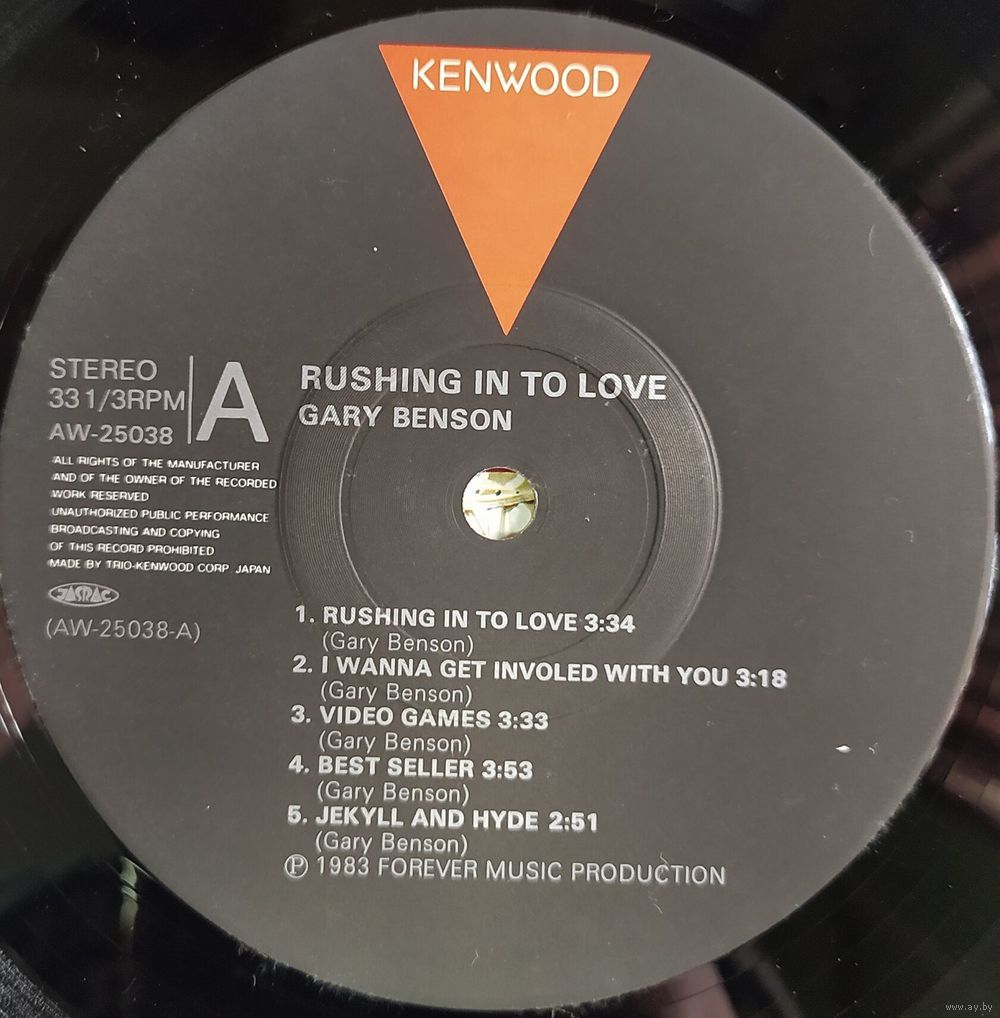 KENWOOD
STEREO
33 1/3RPM
AW-25038
A
RUSHING IN TO LOVE
GARY BENSON
ALL RIGHTS OF THE MANUFACTURER
AND OF THE OWNER OF THE RECORDED
WORK RESERVED
UNAUTHORIZED PUBLIC PERFORMANCE
BROADCASTING AND COPYING
OF THIS RECORD PROHIBITED
MADE BY TRIO-KENWOOD CORP JAPAN
JASRAC
(AW-25038-A)
1. RUSHING IN TO LOVE 3:34
(Gary Benson)
2. I WANNA GET INVOLED WITH YOU 3:18
(Gary Benson)
3. VIDEO GAMES 3:33
(Gary Benson)
4. BEST SELLER 3:53
(Gary Benson)
5. JEKYLL AND HYDE 2:51
(Gary Benson)
Ⓟ 1983 FOREVER MUSIC PRODUCTION
www.ay.by